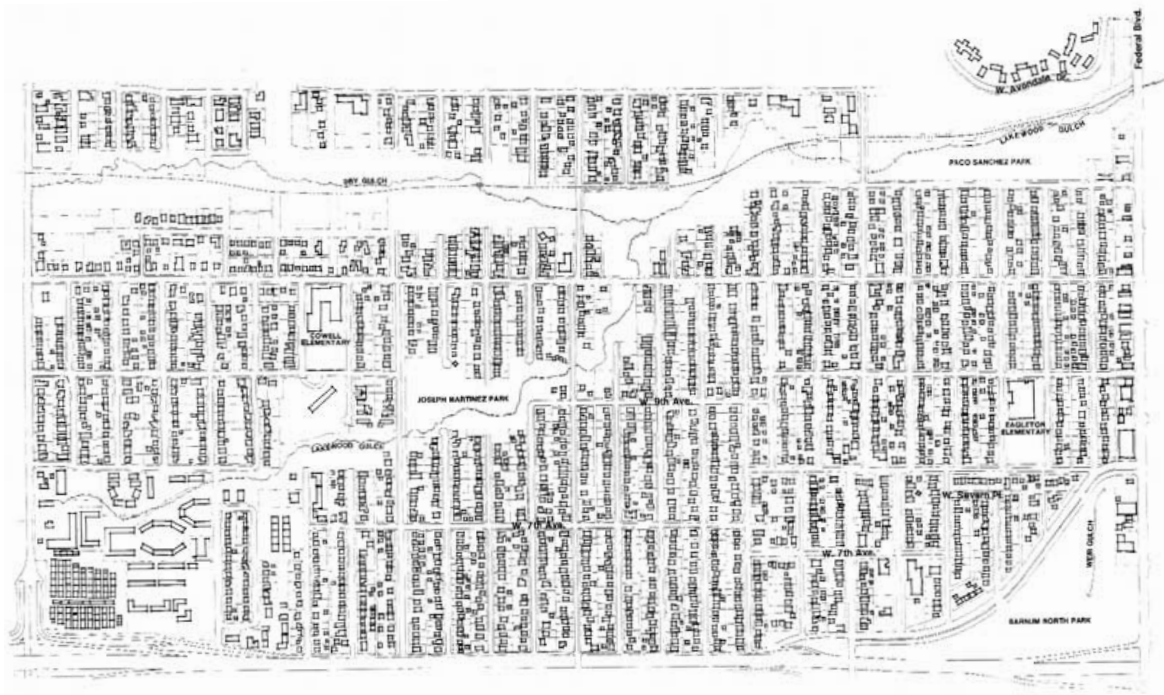 Federal Blvd.
W. Avondale Dr.
LAKEWOOD GULCH
PACO SANCHEZ PARK
DRY GULCH
COWELL
ELEMENTARY
JOSEPH MARTINEZ PARK
W. 9th Ave.
EAGLETON
ELEMENTARY
LAKEWOOD GULCH
W. Severn Pl.
W. 7th Ave.
W. 7th Ave.
WEIR GULCH
BARNUM NORTH PARK